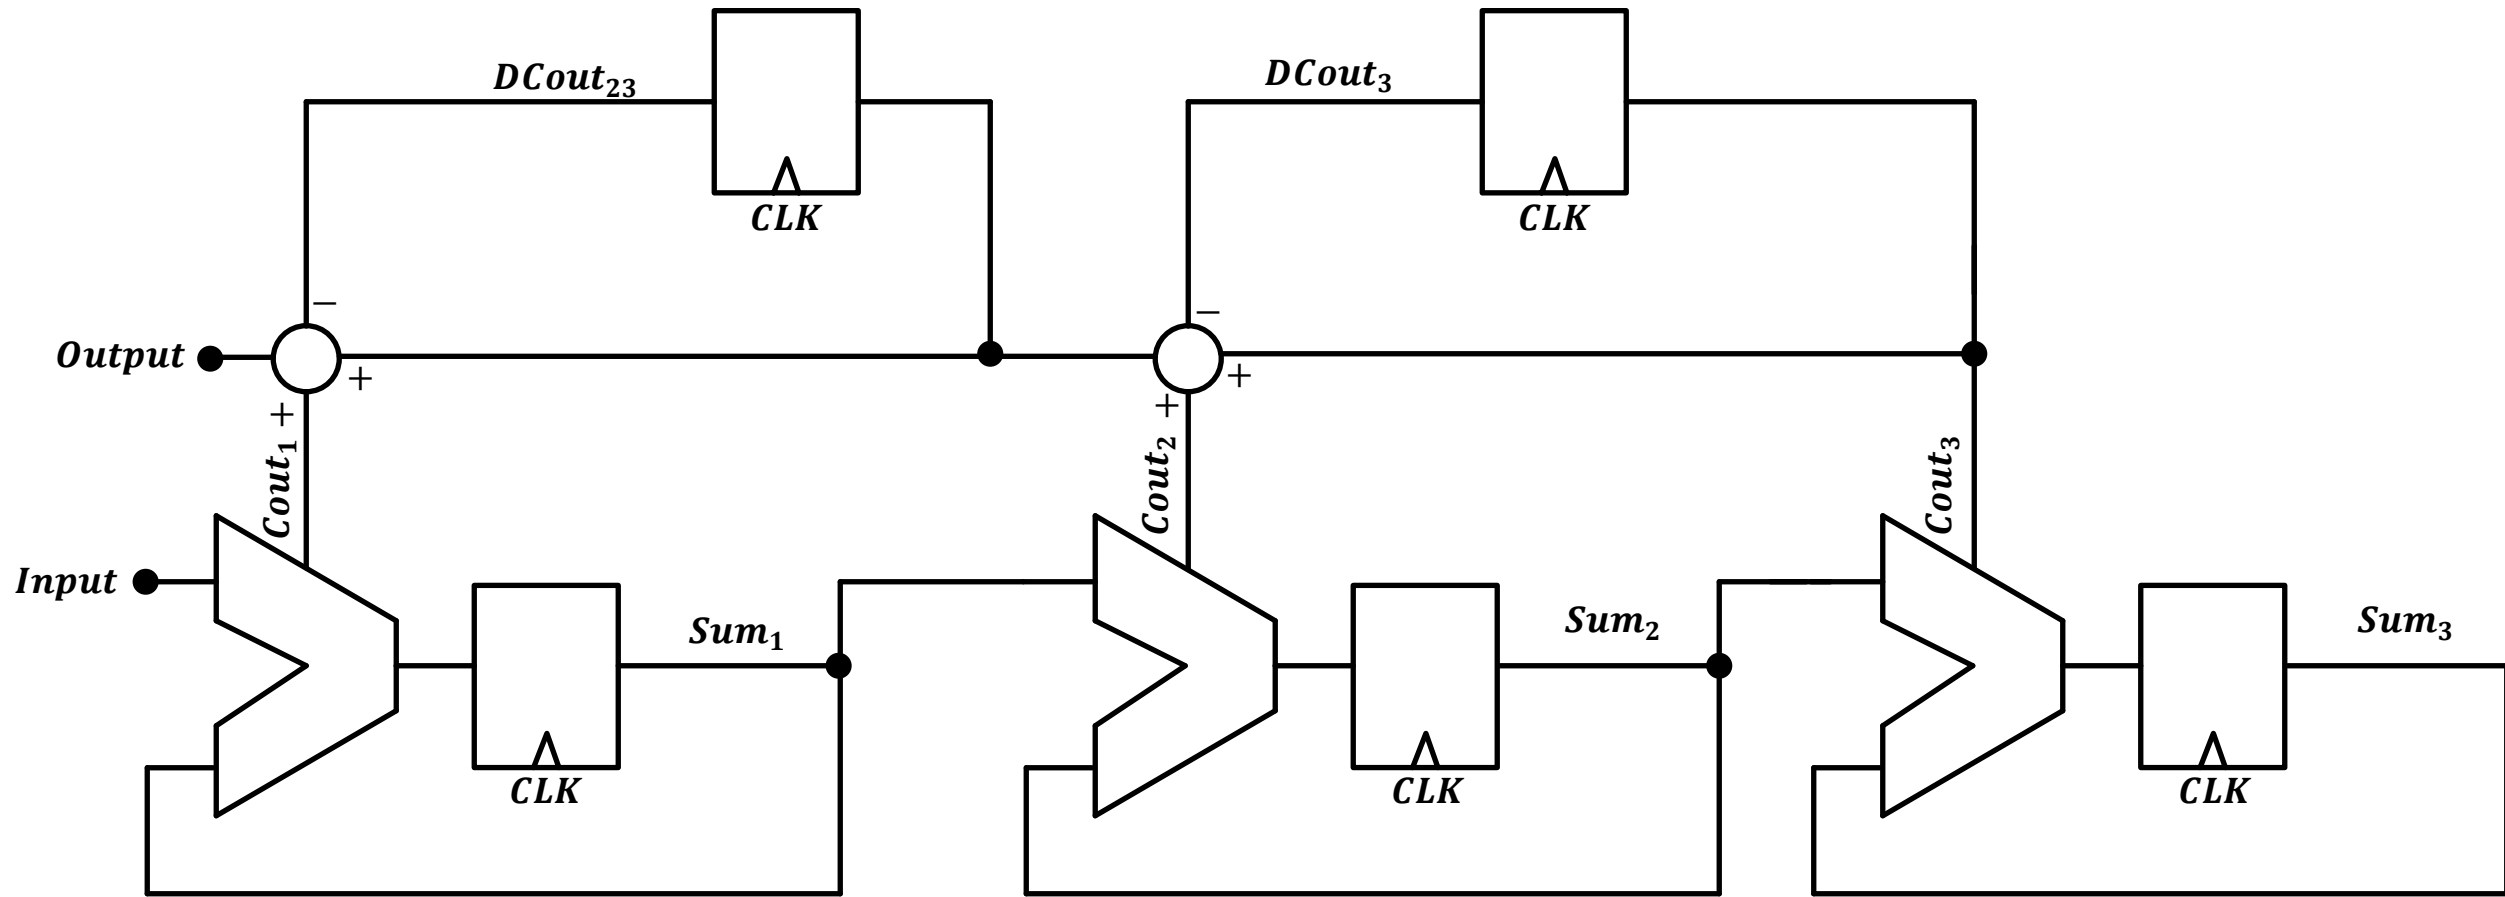 DCout₂₃
DCout₃
CLK
CLK
−
−
Output
+
+
+
+
Cout₁
Cout₂
Cout₃
Input
Sum₁
Sum₂
Sum₃
CLK
CLK
CLK